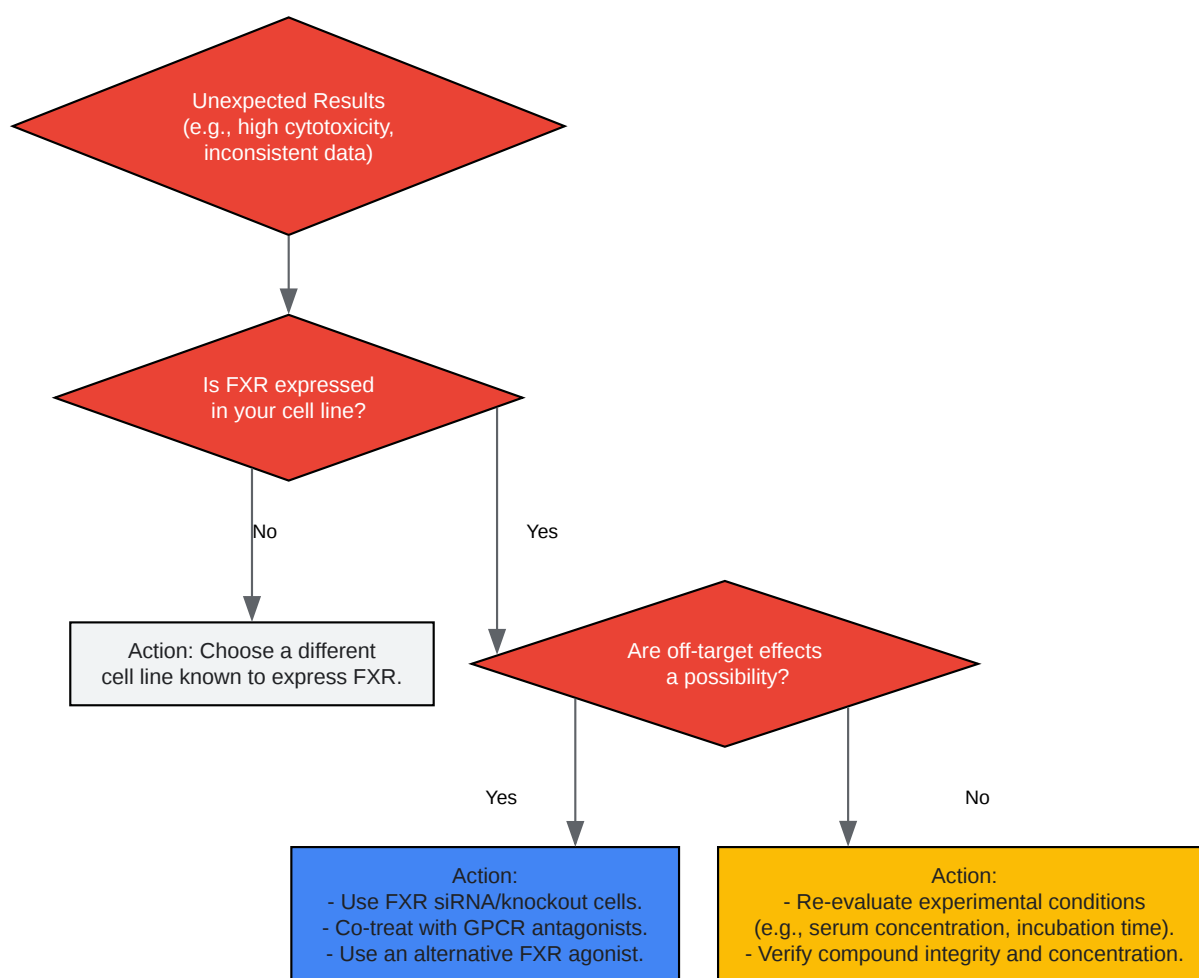 Unexpected Results
(e.g., high cytotoxicity,
inconsistent data)
Is FXR expressed
in your cell line?
No
Yes
Action: Choose a different
cell line known to express FXR.
Are off-target effects
a possibility?
Yes
No
Action:
- Use FXR siRNA/knockout cells.
- Co-treat with GPCR antagonists.
- Use an alternative FXR agonist.
Action:
- Re-evaluate experimental conditions
(e.g., serum concentration, incubation time).
- Verify compound integrity and concentration.